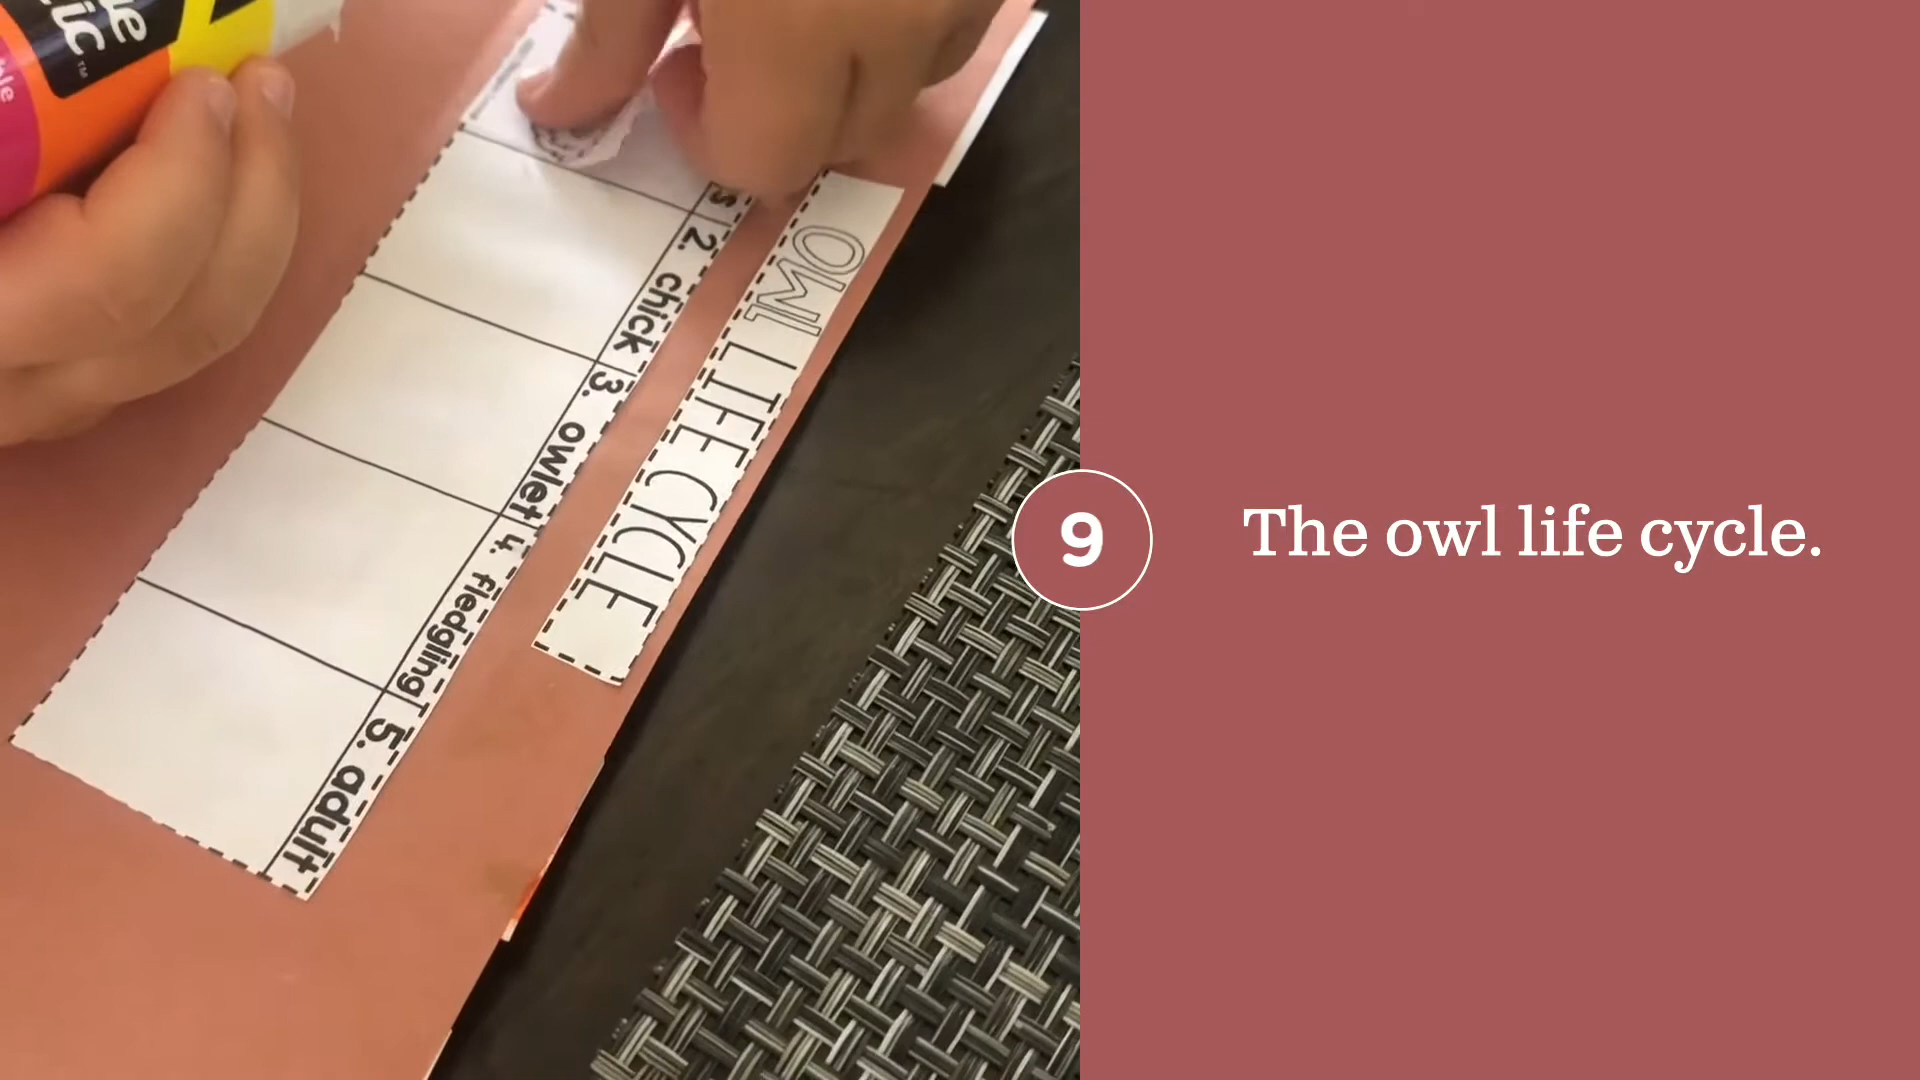 OWL LIFE CYCLE
2. chick
3. owlet
4. fledgling
5. adult
9
The owl life cycle.